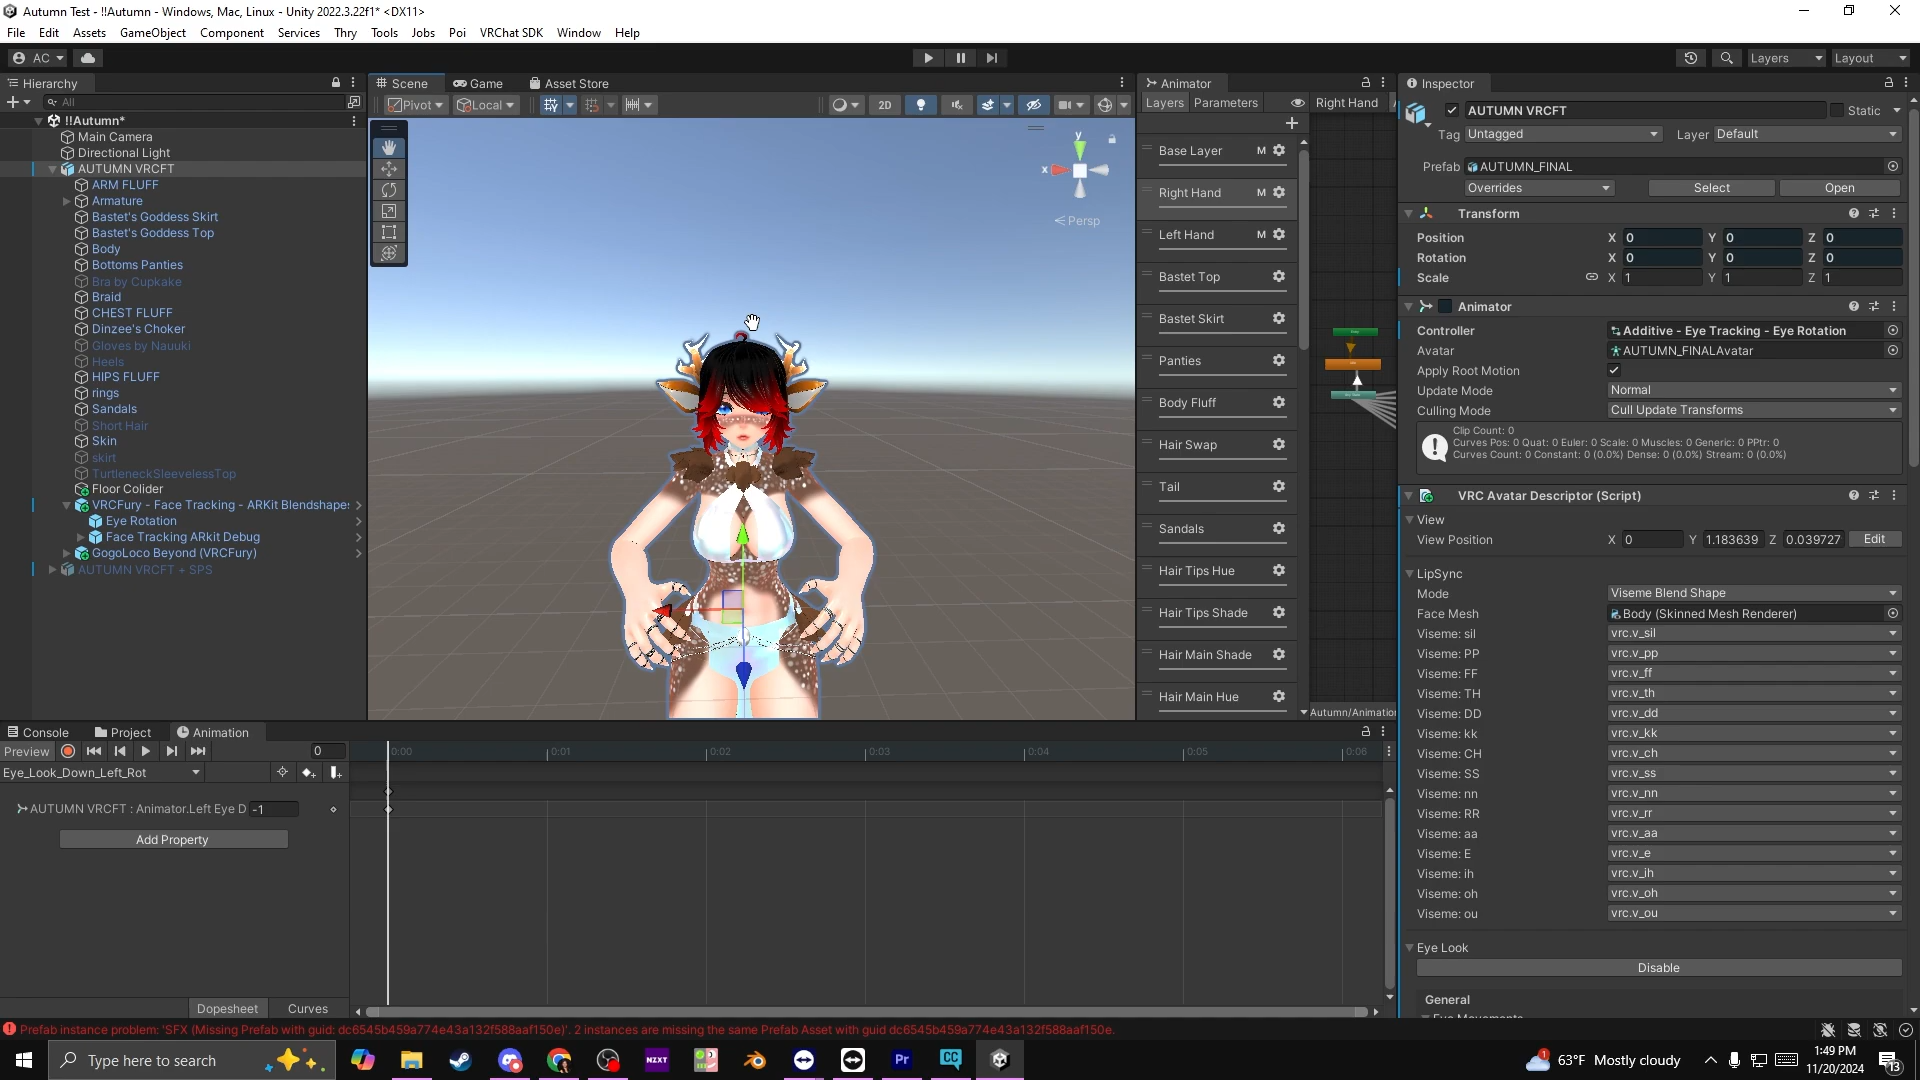 Autumn Test - !!Autumn - Windows, Mac, Linux - Unity 2022.3.22f1* <DX11>
File Edit Assets GameObject Component Services Thry Tools Jobs Poi VRChat SDK Window Help
AC
Layers
Layout
Hierarchy
All
!!Autumn*
Main Camera
Directional Light
AUTUMN VRCFT
ARM FLUFF
Armature
Bastet's Goddess Skirt
Bastet's Goddess Top
Body
Bottoms Panties
Bra by Cupkake
Braid
CHEST FLUFF
Dinzee's Choker
Gloves by Nauuki
Heels
HIPS FLUFF
rings
Sandals
Short Hair
Skin
skirt
TurtleneckSleevelessTop
Floor Colider
VRCFury - Face Tracking - ARKit Blendshapes
Eye Rotation
Face Tracking ARkit Debug
GogoLoco Beyond (VRCFury)
AUTUMN VRCFT + SPS
Scene
Game
Asset Store
Pivot
Local
2D
y
x
Persp
Animator
Layers
Parameters
Right Hand
Base Layer M
Right Hand M
Left Hand M
Bastet Top
Bastet Skirt
Panties
Body Fluff
Hair Swap
Tail
Sandals
Hair Tips Hue
Hair Tips Shade
Hair Main Shade
Hair Main Hue
Autumn/Animatio
Inspector
AUTUMN VRCFT
Static
Tag Untagged
Layer Default
Prefab AUTUMN_FINAL
Overrides
Select
Open
Transform
Position X 0 Y 0 Z 0
Rotation X 0 Y 0 Z 0
Scale X 1 Y 1 Z 1
Animator
Controller Additive - Eye Tracking - Eye Rotation
Avatar AUTUMN_FINALAvatar
Apply Root Motion
Update Mode Normal
Culling Mode Cull Update Transforms
Clip Count: 0
Curves Pos: 0 Quat: 0 Euler: 0 Scale: 0 Muscles: 0 Generic: 0 PPtr: 0
Curves Count: 0 Constant: 0 (0.0%) Dense: 0 (0.0%) Stream: 0 (0.0%)
VRC Avatar Descriptor (Script)
View
View Position X 0 Y 1.183639 Z 0.039727 Edit
LipSync
Mode Viseme Blend Shape
Face Mesh Body (Skinned Mesh Renderer)
Viseme: sil vrc.v_sil
Viseme: PP vrc.v_pp
Viseme: FF vrc.v_ff
Viseme: TH vrc.v_th
Viseme: DD vrc.v_dd
Viseme: kk vrc.v_kk
Viseme: CH vrc.v_ch
Viseme: SS vrc.v_ss
Viseme: nn vrc.v_nn
Viseme: RR vrc.v_rr
Viseme: aa vrc.v_aa
Viseme: E vrc.v_e
Viseme: ih vrc.v_ih
Viseme: oh vrc.v_oh
Viseme: ou vrc.v_ou
Eye Look
Disable
General
Eye Movements
Console
Project
Animation
Preview
0
0:00 0:01 0:02 0:03 0:04 0:05 0:06
Eye_Look_Down_Left_Rot
AUTUMN VRCFT : Animator.Left Eye D -1
Add Property
Dopesheet
Curves
Prefab instance problem: 'SFX (Missing Prefab with guid: dc6545b459a774e43a132f588aaf150e)'. 2 instances are missing the same Prefab Asset with guid dc6545b459a774e43a132f588aaf150e.
Type here to search
NZXT
Pr
CC
1
63°F Mostly cloudy
1:49 PM
11/20/2024
13